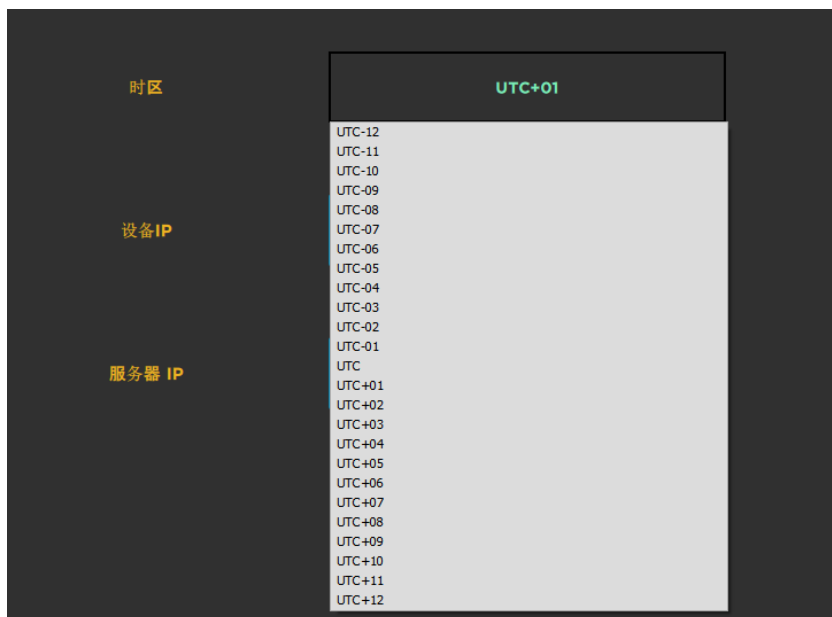 时区
UTC+01
UTC-12
UTC-11
UTC-10
UTC-09
UTC-08
UTC-07
UTC-06
UTC-05
UTC-04
UTC-03
UTC-02
UTC-01
UTC
UTC+01
UTC+02
UTC+03
UTC+04
UTC+05
UTC+06
UTC+07
UTC+08
UTC+09
UTC+10
UTC+11
UTC+12
设备IP
服务器 IP